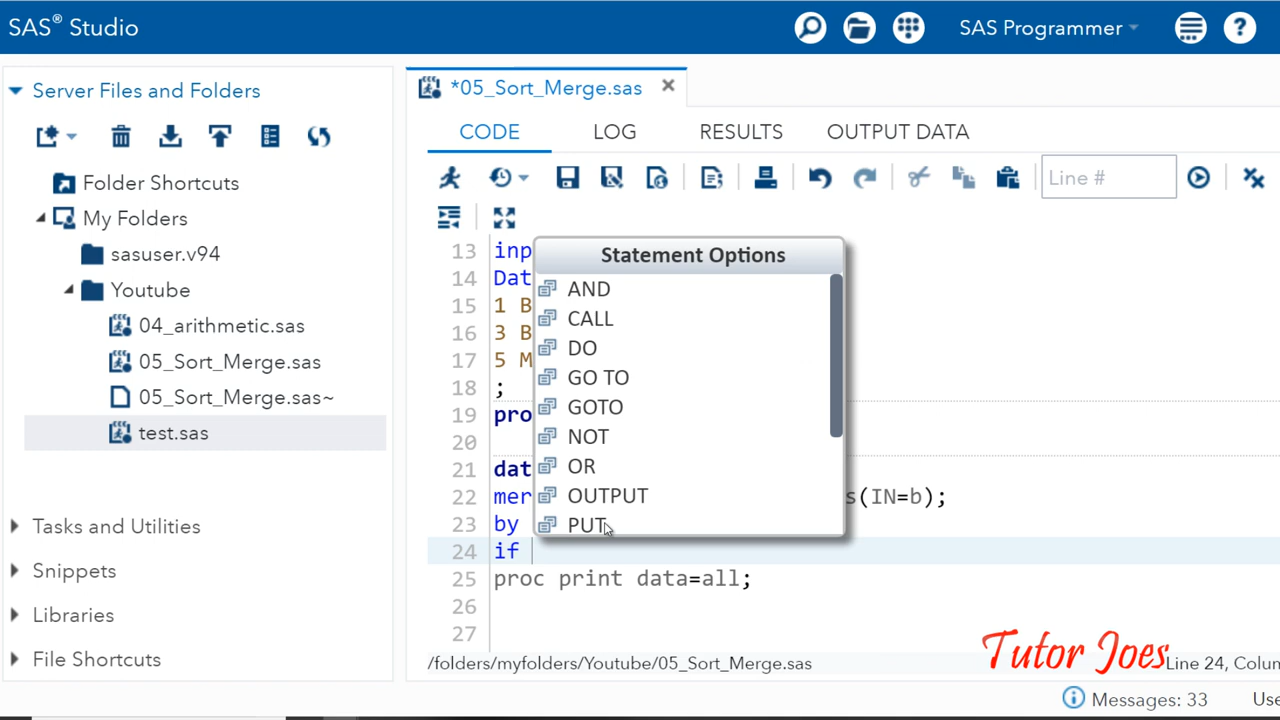 SAS® Studio
SAS Programmer
Server Files and Folders
Folder Shortcuts
My Folders
sasuser.v94
Youtube
04_arithmetic.sas
05_Sort_Merge.sas
05_Sort_Merge.sas~
test.sas
Tasks and Utilities
Snippets
Libraries
File Shortcuts
*05_Sort_Merge.sas
CODE LOG RESULTS OUTPUT DATA
Line #
13 inp
14 Dat
15 1 B
16 3 B
17 5 M
18 ;
19 pro
20
21 dat
22 mer s(IN=b);
23 by
24 if
25 proc print data=all;
26
27
Statement Options
AND
CALL
DO
GO TO
GOTO
NOT
OR
OUTPUT
PUT
/folders/myfolders/Youtube/05_Sort_Merge.sas
Tutor Joes
Line 24, Colum
Messages: 33
Use